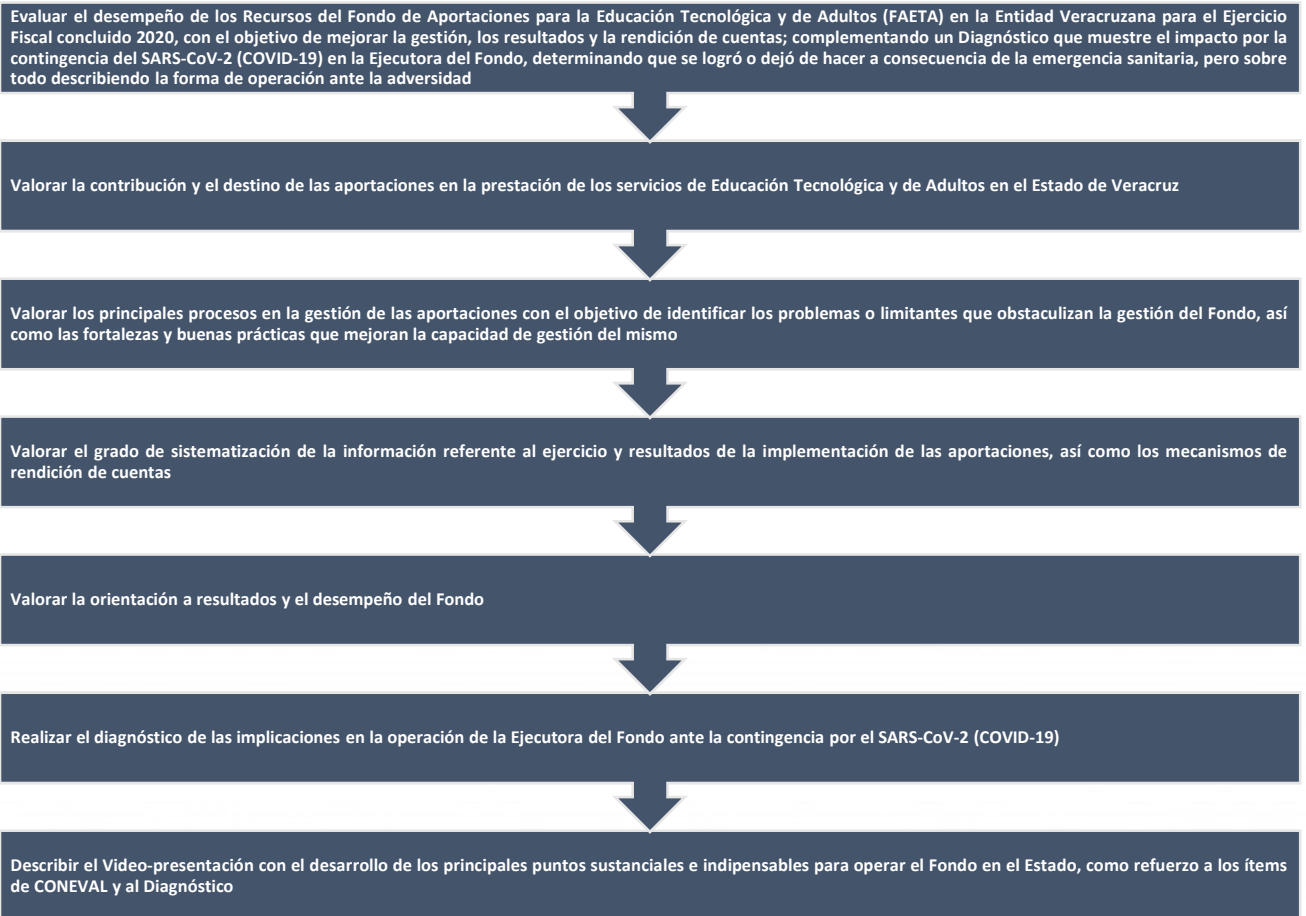 Evaluar el desempeño de los Recursos del Fondo de Aportaciones para la Educación Tecnológica y de Adultos (FAETA) en la Entidad Veracruzana para el Ejercicio
Fiscal concluido 2020, con el objetivo de mejorar la gestión, los resultados y la rendición de cuentas; complementando un Diagnóstico que muestre el impacto por la
contingencia del SARS-CoV-2 (COVID-19) en la Ejecutora del Fondo, determinando que se logró o dejó de hacer a consecuencia de la emergencia sanitaria, pero sobre
todo describiendo la forma de operación ante la adversidad
Valorar la contribución y el destino de las aportaciones en la prestación de los servicios de Educación Tecnológica y de Adultos en el Estado de Veracruz
Valorar los principales procesos en la gestión de las aportaciones con el objetivo de identificar los problemas o limitantes que obstaculizan la gestión del Fondo, así
como las fortalezas y buenas prácticas que mejoran la capacidad de gestión del mismo
Valorar el grado de sistematización de la información referente al ejercicio y resultados de la implementación de las aportaciones, así como los mecanismos de
rendición de cuentas
Valorar la orientación a resultados y el desempeño del Fondo
Realizar el diagnóstico de las implicaciones en la operación de la Ejecutora del Fondo ante la contingencia por el SARS-CoV-2 (COVID-19)
Describir el Video-presentación con el desarrollo de los principales puntos sustanciales e indipensables para operar el Fondo en el Estado, como refuerzo a los ítems
de CONEVAL y al Diagnóstico